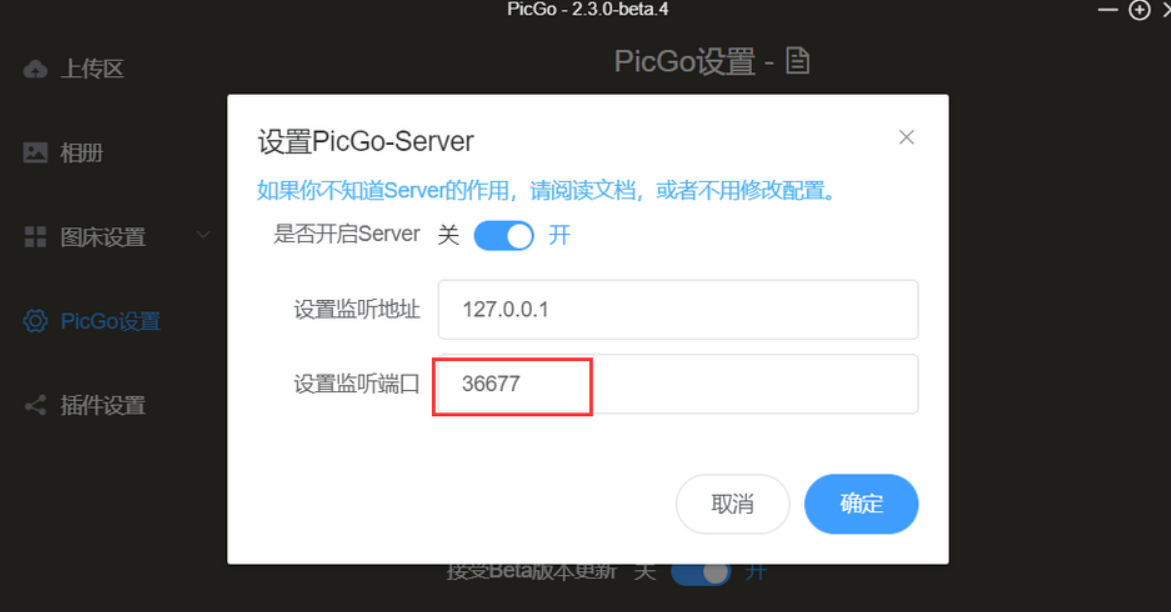 PicGo - 2.3.0-beta.4
PicGo设置 -
上传区
相册
图床设置
PicGo设置
插件设置
设置PicGo-Server
如果你不知道Server的作用，请阅读文档，或者不用修改配置。
是否开启Server 关 开
设置监听地址 127.0.0.1
设置监听端口 36677
取消 确定
接受Beta版本更新 关 开